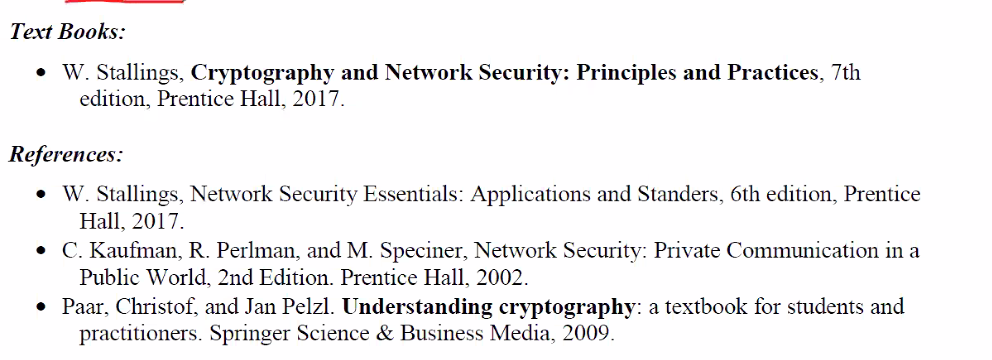 Text Books:
• W. Stallings, Cryptography and Network Security: Principles and Practices, 7th
edition, Prentice Hall, 2017.
References:
• W. Stallings, Network Security Essentials: Applications and Standers, 6th edition, Prentice
Hall, 2017.
• C. Kaufman, R. Perlman, and M. Speciner, Network Security: Private Communication in a
Public World, 2nd Edition. Prentice Hall, 2002.
• Paar, Christof, and Jan Pelzl. Understanding cryptography: a textbook for students and
practitioners. Springer Science & Business Media, 2009.